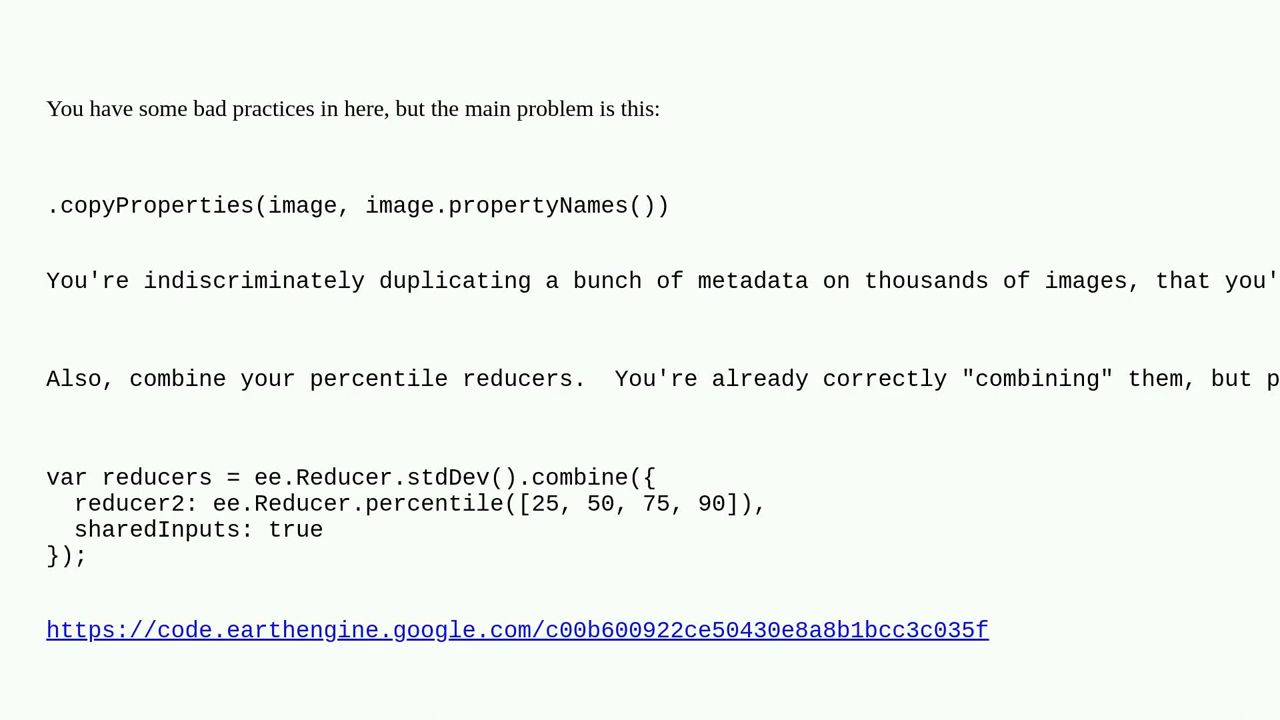 You have some bad practices in here, but the main problem is this:
.copyProperties(image, image.propertyNames())
You're indiscriminately duplicating a bunch of metadata on thousands of images, that you'
Also, combine your percentile reducers.  You're already correctly "combining" them, but p
var reducers = ee.Reducer.stdDev().combine({
  reducer2: ee.Reducer.percentile([25, 50, 75, 90]),
  sharedInputs: true
});
https://code.earthengine.google.com/c00b600922ce50430e8a8b1bcc3c035f